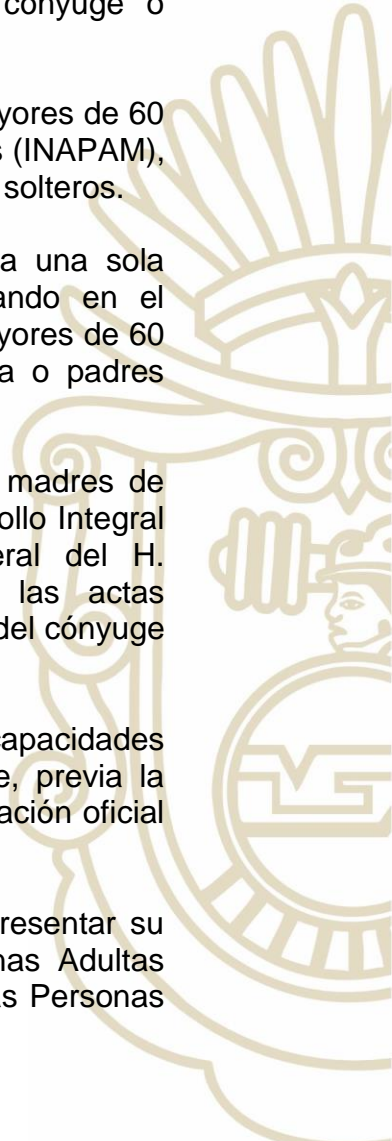 cónyuge o
yores de 60
s (INAPAM),
solteros.
a una sola
ando en el
yores de 60
a o padres
madres de
ollo Integral
eral del H.
las actas
del cónyuge
capacidades
e, previa la
ación oficial
resentar su
nas Adultas
as Personas